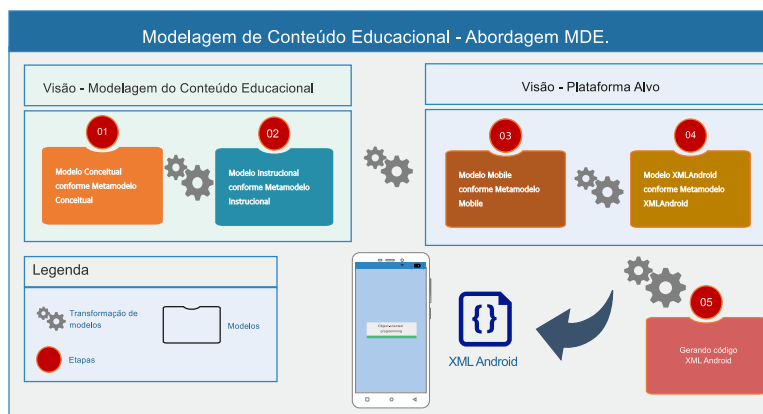 Modelagem de Conteúdo Educacional - Abordagem MDE.
Visão - Modelagem do Conteúdo Educacional
Visão - Plataforma Alvo
01
Modelo Conceitual
conforme Metamodelo
Conceitual
02
Modelo Instrucional
conforme Metamodelo
Instrucional
03
Modelo Mobile
conforme Metamodelo
Mobile
04
Modelo XMLAndroid
conforme Metamodelo
XMLAndroid
Legenda
Transformação de
modelos
Modelos
Etapas
programming
{ }
XML Android
05
Gerando código
XML Android